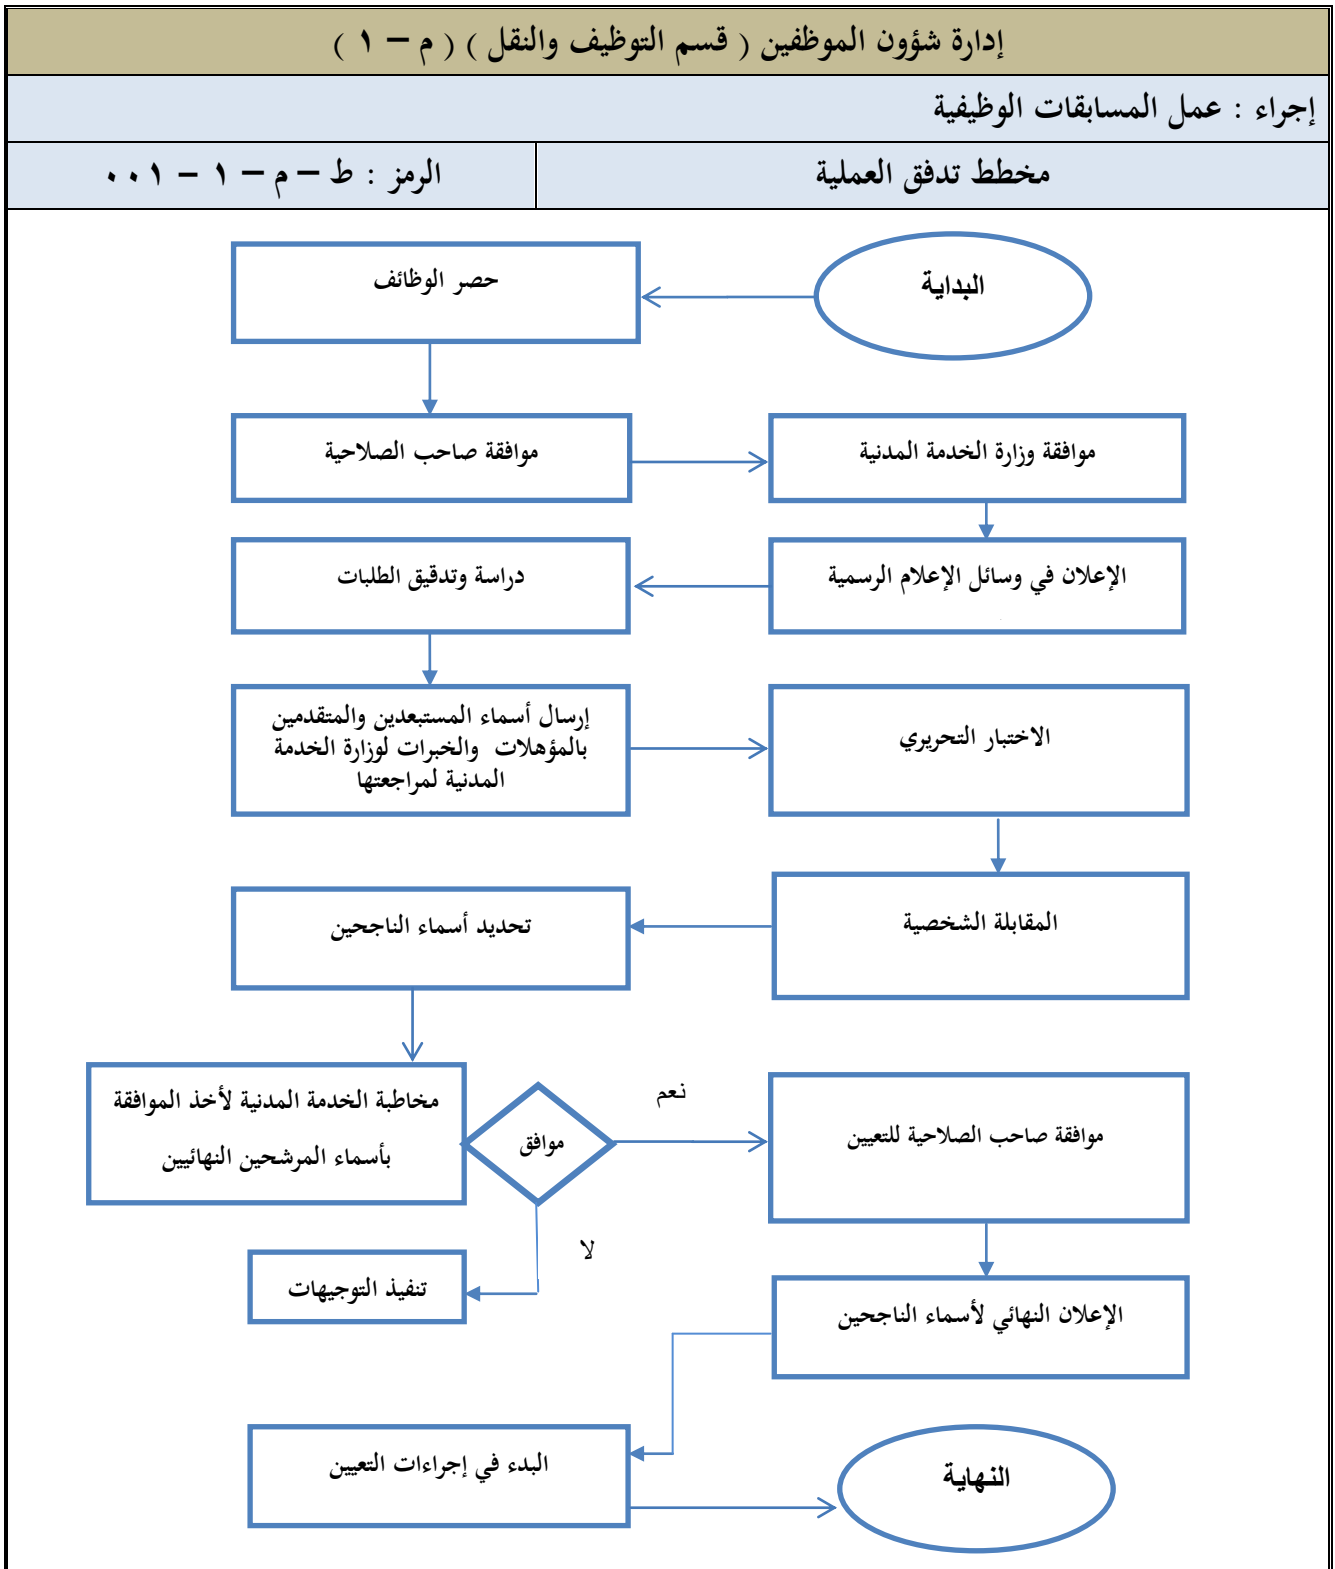 إدارة شؤون الموظفين ( قسم التوظيف والنقل ) ( م – ١ )
إجراء : عمل المسابقات الوظيفية
مخطط تدفق العملية
الرمز : ط – م – ١ – ٠٠١
البداية
حصر الوظائف
موافقة صاحب الصلاحية
موافقة وزارة الخدمة المدنية
الإعلان في وسائل الإعلام الرسمية
دراسة وتدقيق الطلبات
إرسال أسماء المستبعدين والمتقدمين
بالمؤهلات والخبرات لوزارة الخدمة
المدنية لمراجعتها
الاختبار التحريري
المقابلة الشخصية
تحديد أسماء الناجحين
مخاطبة الخدمة المدنية لأخذ الموافقة
بأسماء المرشحين النهائيين
موافق
نعم
موافقة صاحب الصلاحية للتعيين
لا
تنفيذ التوجيهات
الإعلان النهائي لأسماء الناجحين
البدء في إجراءات التعيين
النهاية